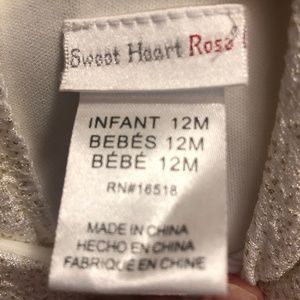 Sweet Heart Rose
INFANT 12M
BEBÉS 12M
BÉBÉ 12M
RN#16518
MADE IN CHINA
HECHO EN CHINA
FABRIQUÉ EN CHINE